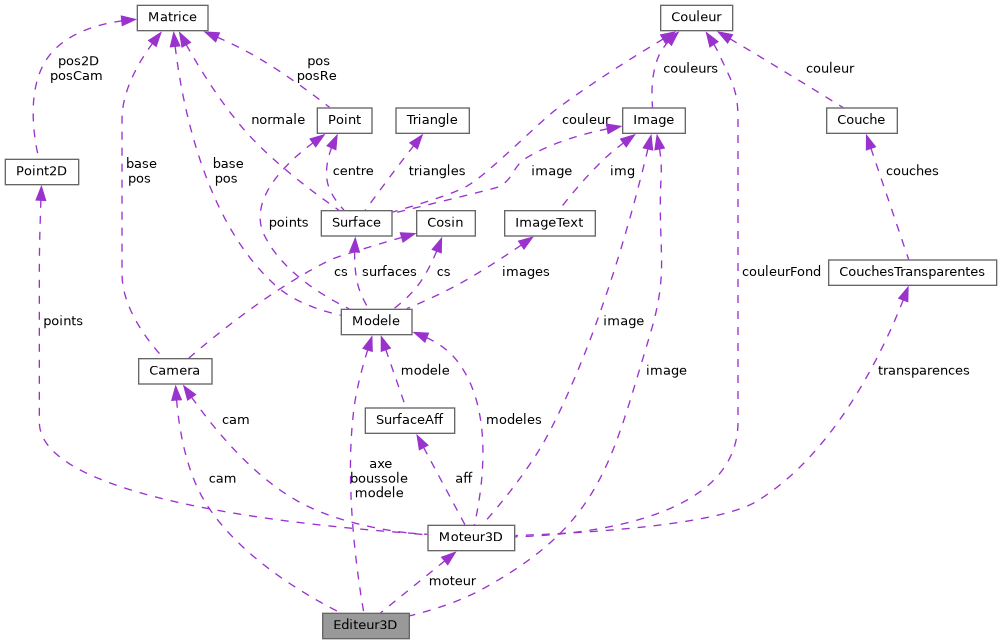 Matrice
Couleur
pos2D
posCam
pos
posRe
couleurs
couleur
Point
Triangle
normale
couleur
Image
Couche
Point2D
base
pos
base
pos
centre
triangles
image
img
couches
points
Surface
Cosin
ImageText
cs
surfaces
cs
images
couleurFond
CouchesTransparentes
points
Modele
image
Camera
modele
image
transparences
cam
SurfaceAff
modeles
cam
axe
boussole
modele
aff
Moteur3D
moteur
Editeur3D